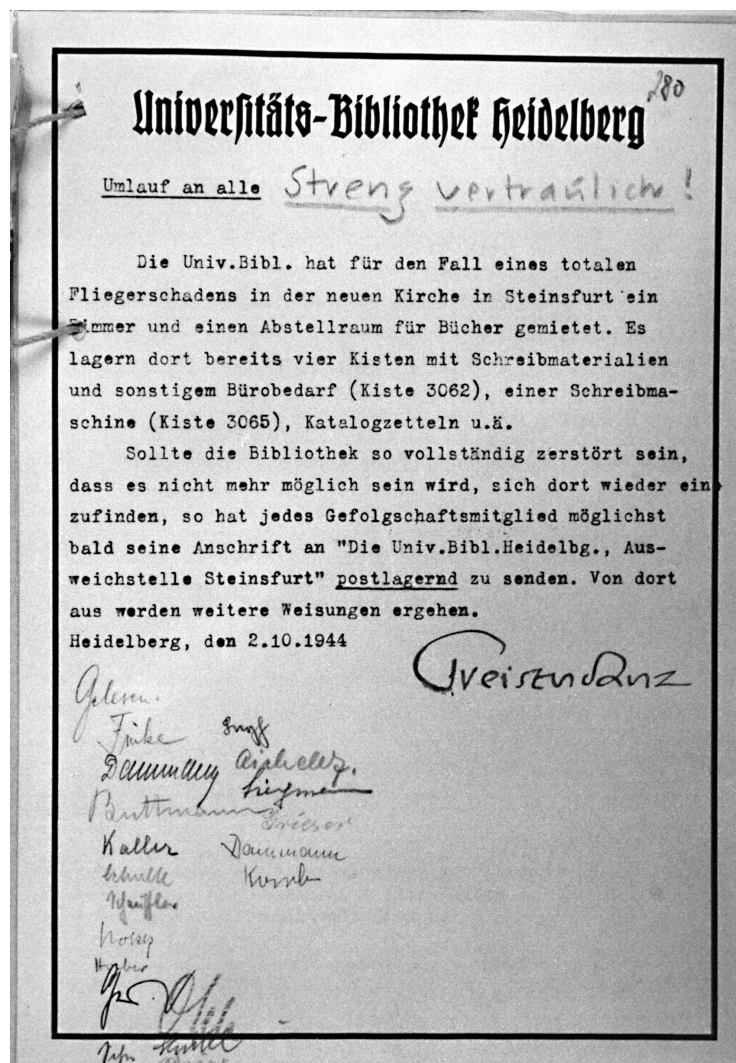 280
Universitäts-Bibliothek Heidelberg
Umlauf an alle Streng vertraulich!
Die Univ.Bibl. hat für den Fall eines totalen
Fliegerschadens in der neuen Kirche in Steinsfurt ein
Zimmer und einen Abstellraum für Bücher gemietet. Es
lagern dort bereits vier Kisten mit Schreibmaterialien
und sonstigem Bürobedarf (Kiste 3062), einer Schreibma-
schine (Kiste 3065), Katalogzetteln u.ä.
Sollte die Bibliothek so vollständig zerstört sein,
dass es nicht mehr möglich sein wird, sich dort wieder ein
zufinden, so hat jedes Gefolgschaftsmitglied möglichst
bald seine Anschrift an "Die Univ.Bibl.Heidelbg., Aus-
weichstelle Steinsfurt" postlagernd zu senden. Von dort
aus werden weitere Weisungen ergehen.
Heidelberg, den 2.10.1944
Preisendanz
Gelesen:
Finke
Dammann
Buttmann
Kaller Dammann